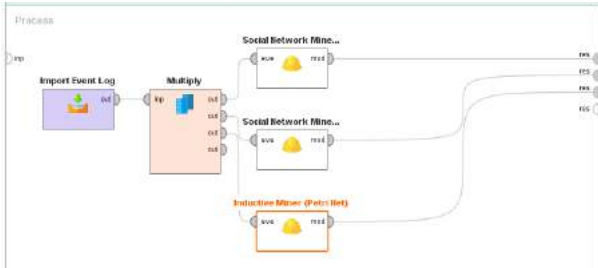 Process
inp
Social Network Mine...
eve mod
res
res
res
res
Import Event Log
out
Multiply
inp out
out
out
out
Social Network Mine...
eve mod
Inductive Miner (Petri Net)
eve mod